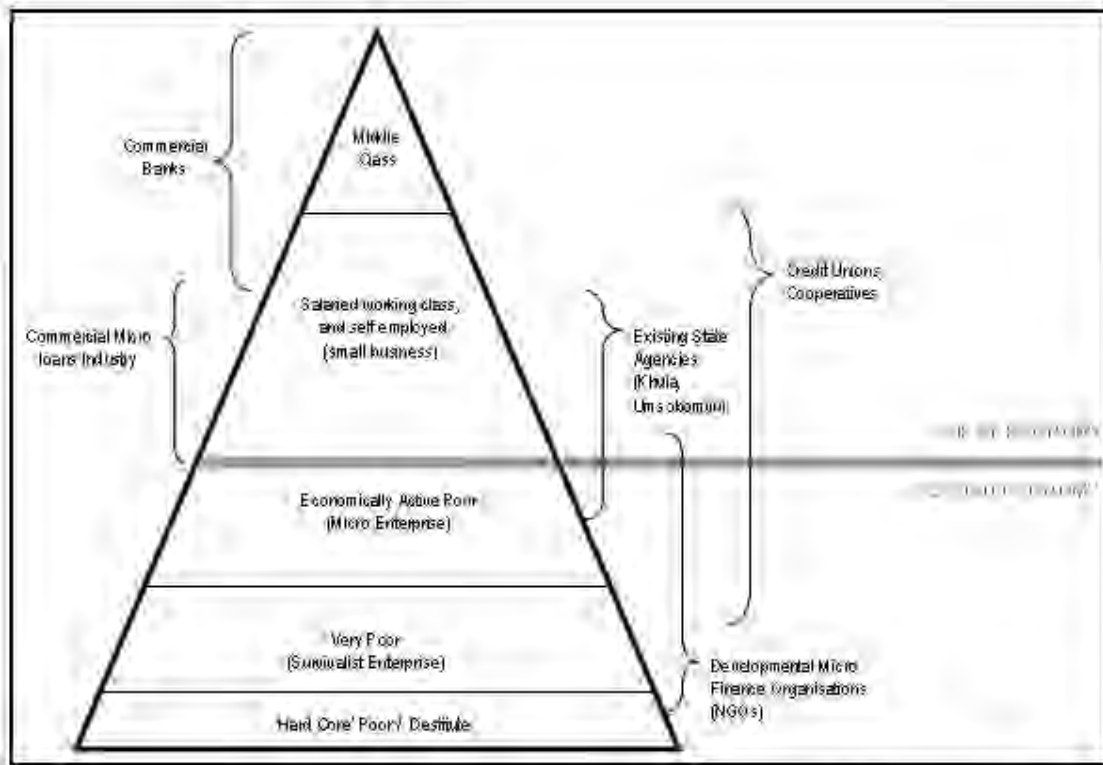 Middle
Class
Commercial
Banks
Credit Unions
Cooperatives
Salaried working class,
and self employed
(small business)
Commercial Micro
loans Industry
Existing State
Agencies
(Khula,
Economically Active Poor
(Micro Enterprise)
Very Poor
(Survivalist Enterprise)
Developmental Micro
Finance Organisations
(NGOs)
'Hard Core' Poor / Destitute